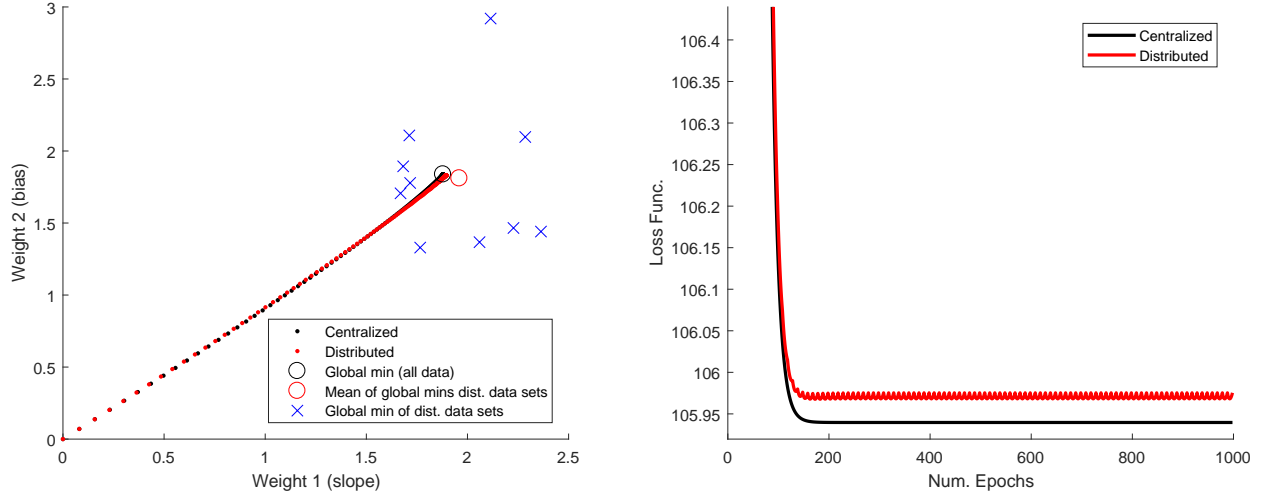 3
2.5
2
1.5
1
0.5
0
Weight 2 (bias)
Centralized
Distributed
Global min (all data)
Mean of global mins dist. data sets
Global min of dist. data sets
0 0.5 1 1.5 2 2.5
Weight 1 (slope)
106.4
106.35
106.3
106.25
106.2
106.15
106.1
106.05
106
105.95
Loss Func.
Centralized
Distributed
0 200 400 600 800 1000
Num. Epochs